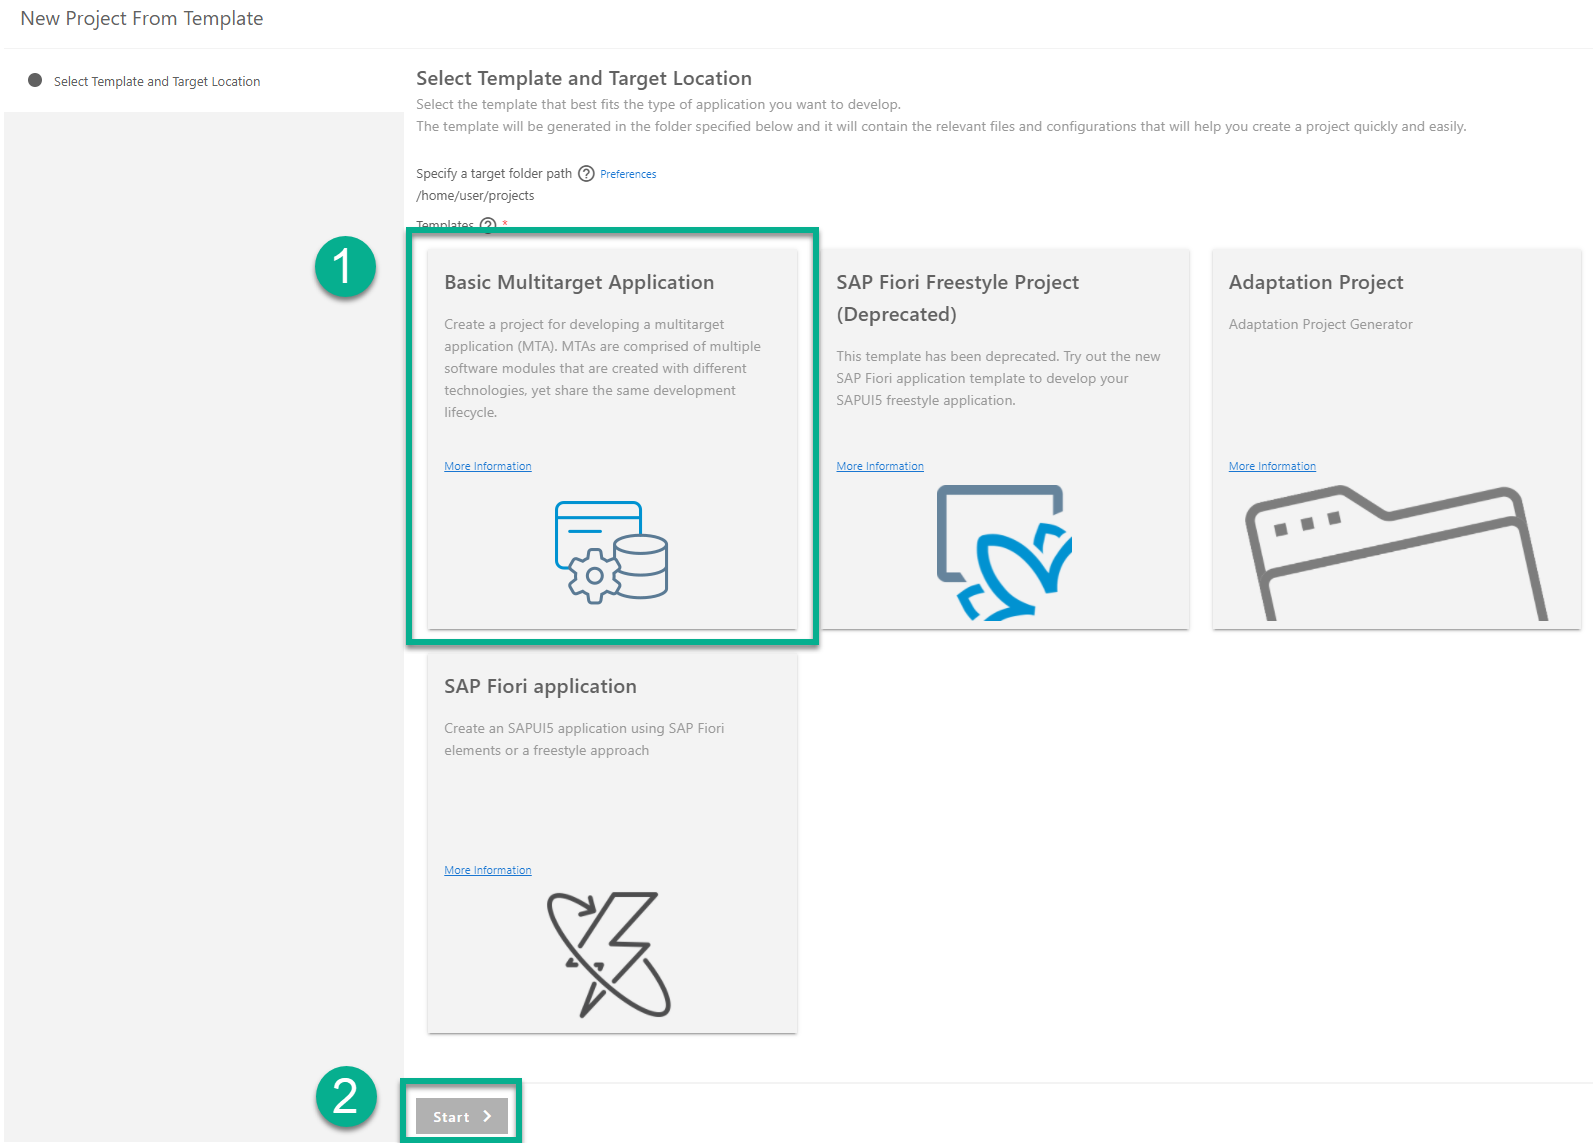 New Project From Template
Select Template and Target Location
Select Template and Target Location
Select the template that best fits the type of application you want to develop.
The template will be generated in the folder specified below and it will contain the relevant files and configurations that will help you create a project quickly and easily.
Specify a target folder path ? Preferences
/home/user/projects
Templates ? *
1
Basic Multitarget Application
Create a project for developing a multitarget
application (MTA). MTAs are comprised of multiple
software modules that are created with different
technologies, yet share the same development
lifecycle.
More Information
SAP Fiori Freestyle Project
(Deprecated)
This template has been deprecated. Try out the new
SAP Fiori application template to develop your
SAPUI5 freestyle application.
More Information
Adaptation Project
Adaptation Project Generator
More Information
SAP Fiori application
Create an SAPUI5 application using SAP Fiori
elements or a freestyle approach
More Information
2
Start